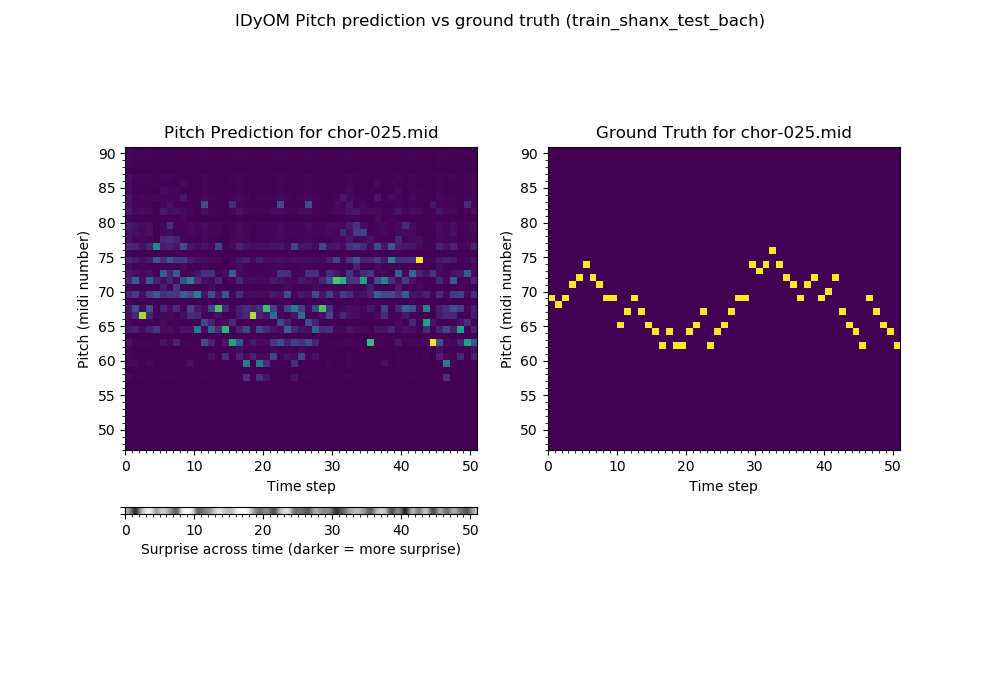 IDyOM Pitch prediction vs ground truth (train_shanx_test_bach)
Pitch Prediction for chor-025.mid
90
85
80
75
70
65
60
55
50
Pitch (midi number)
0 10 20 30 40 50
Time step
0 10 20 30 40 50
Surprise across time (darker = more surprise)
Ground Truth for chor-025.mid
90
85
80
75
70
65
60
55
50
Pitch (midi number)
0 10 20 30 40 50
Time step